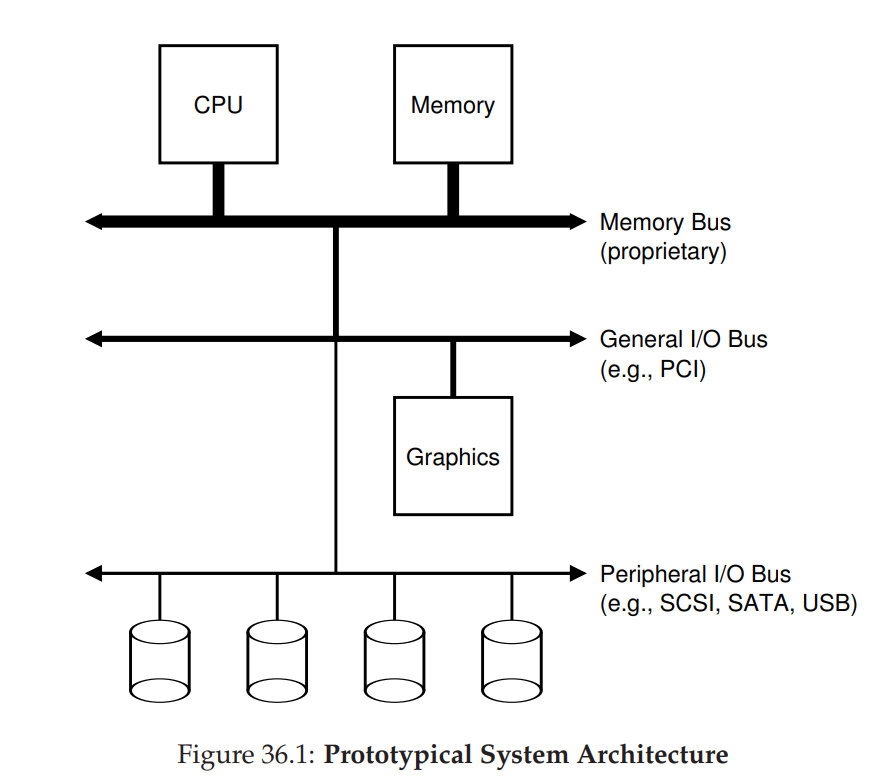 CPU
Memory
Memory Bus
(proprietary)
General I/O Bus
(e.g., PCI)
Graphics
Peripheral I/O Bus
(e.g., SCSI, SATA, USB)
Figure 36.1: Prototypical System Architecture